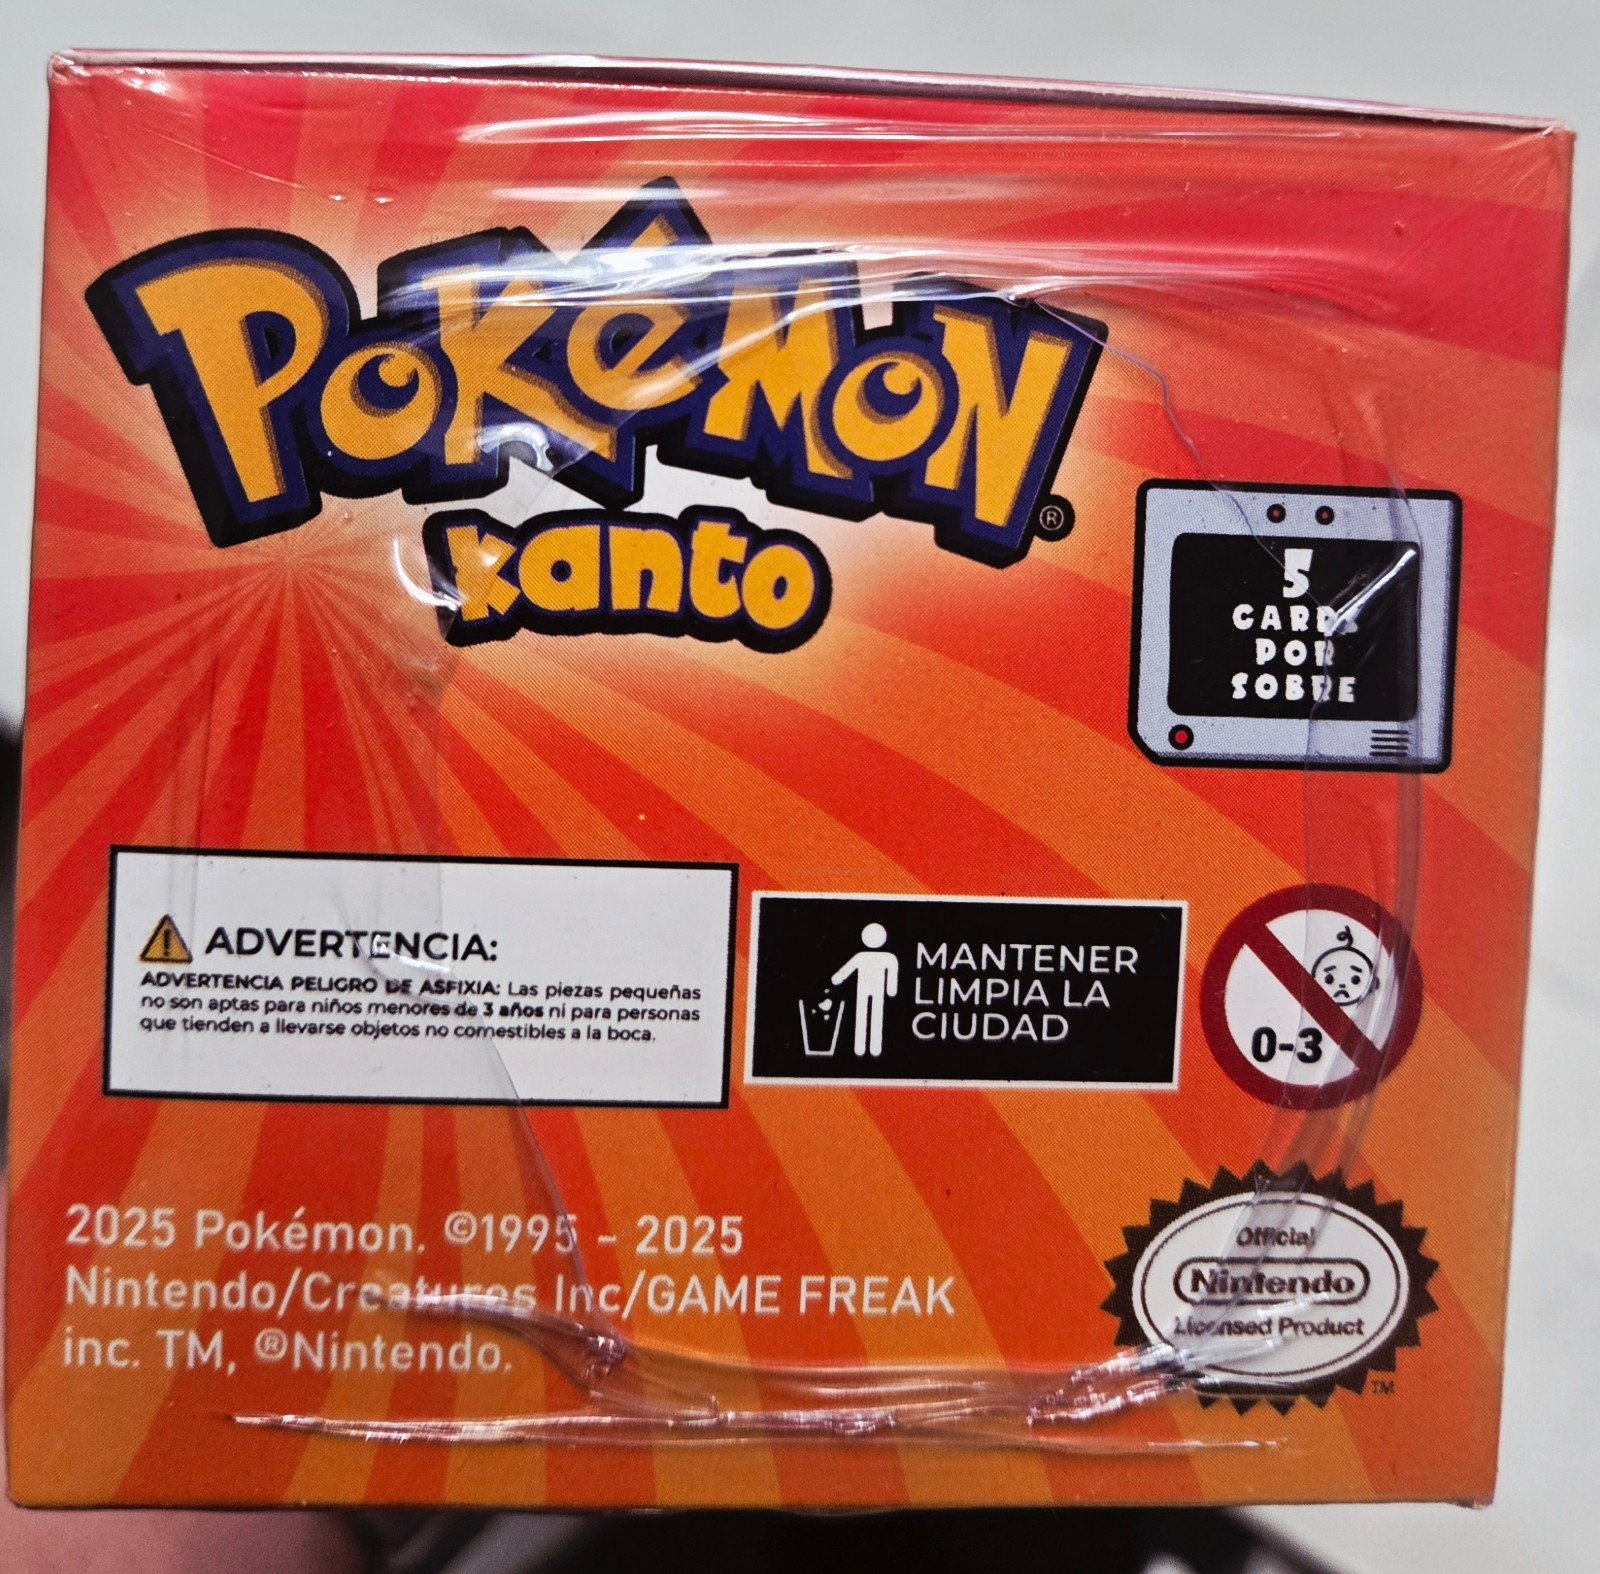 POKéMON
®
kanto
5
CARDS
POR
SOBRE
ADVERTENCIA:
ADVERTENCIA PELIGRO DE ASFIXIA: Las piezas pequeñas
no son aptas para niños menores de 3 años ni para personas
que tienden a llevarse objetos no comestibles a la boca.
MANTENER
LIMPIA LA
CIUDAD
0-3
2025 Pokémon. ©1995 - 2025
Nintendo/Creatures Inc/GAME FREAK
inc. TM, ®Nintendo.
Official
Nintendo
Licensed Product
TM